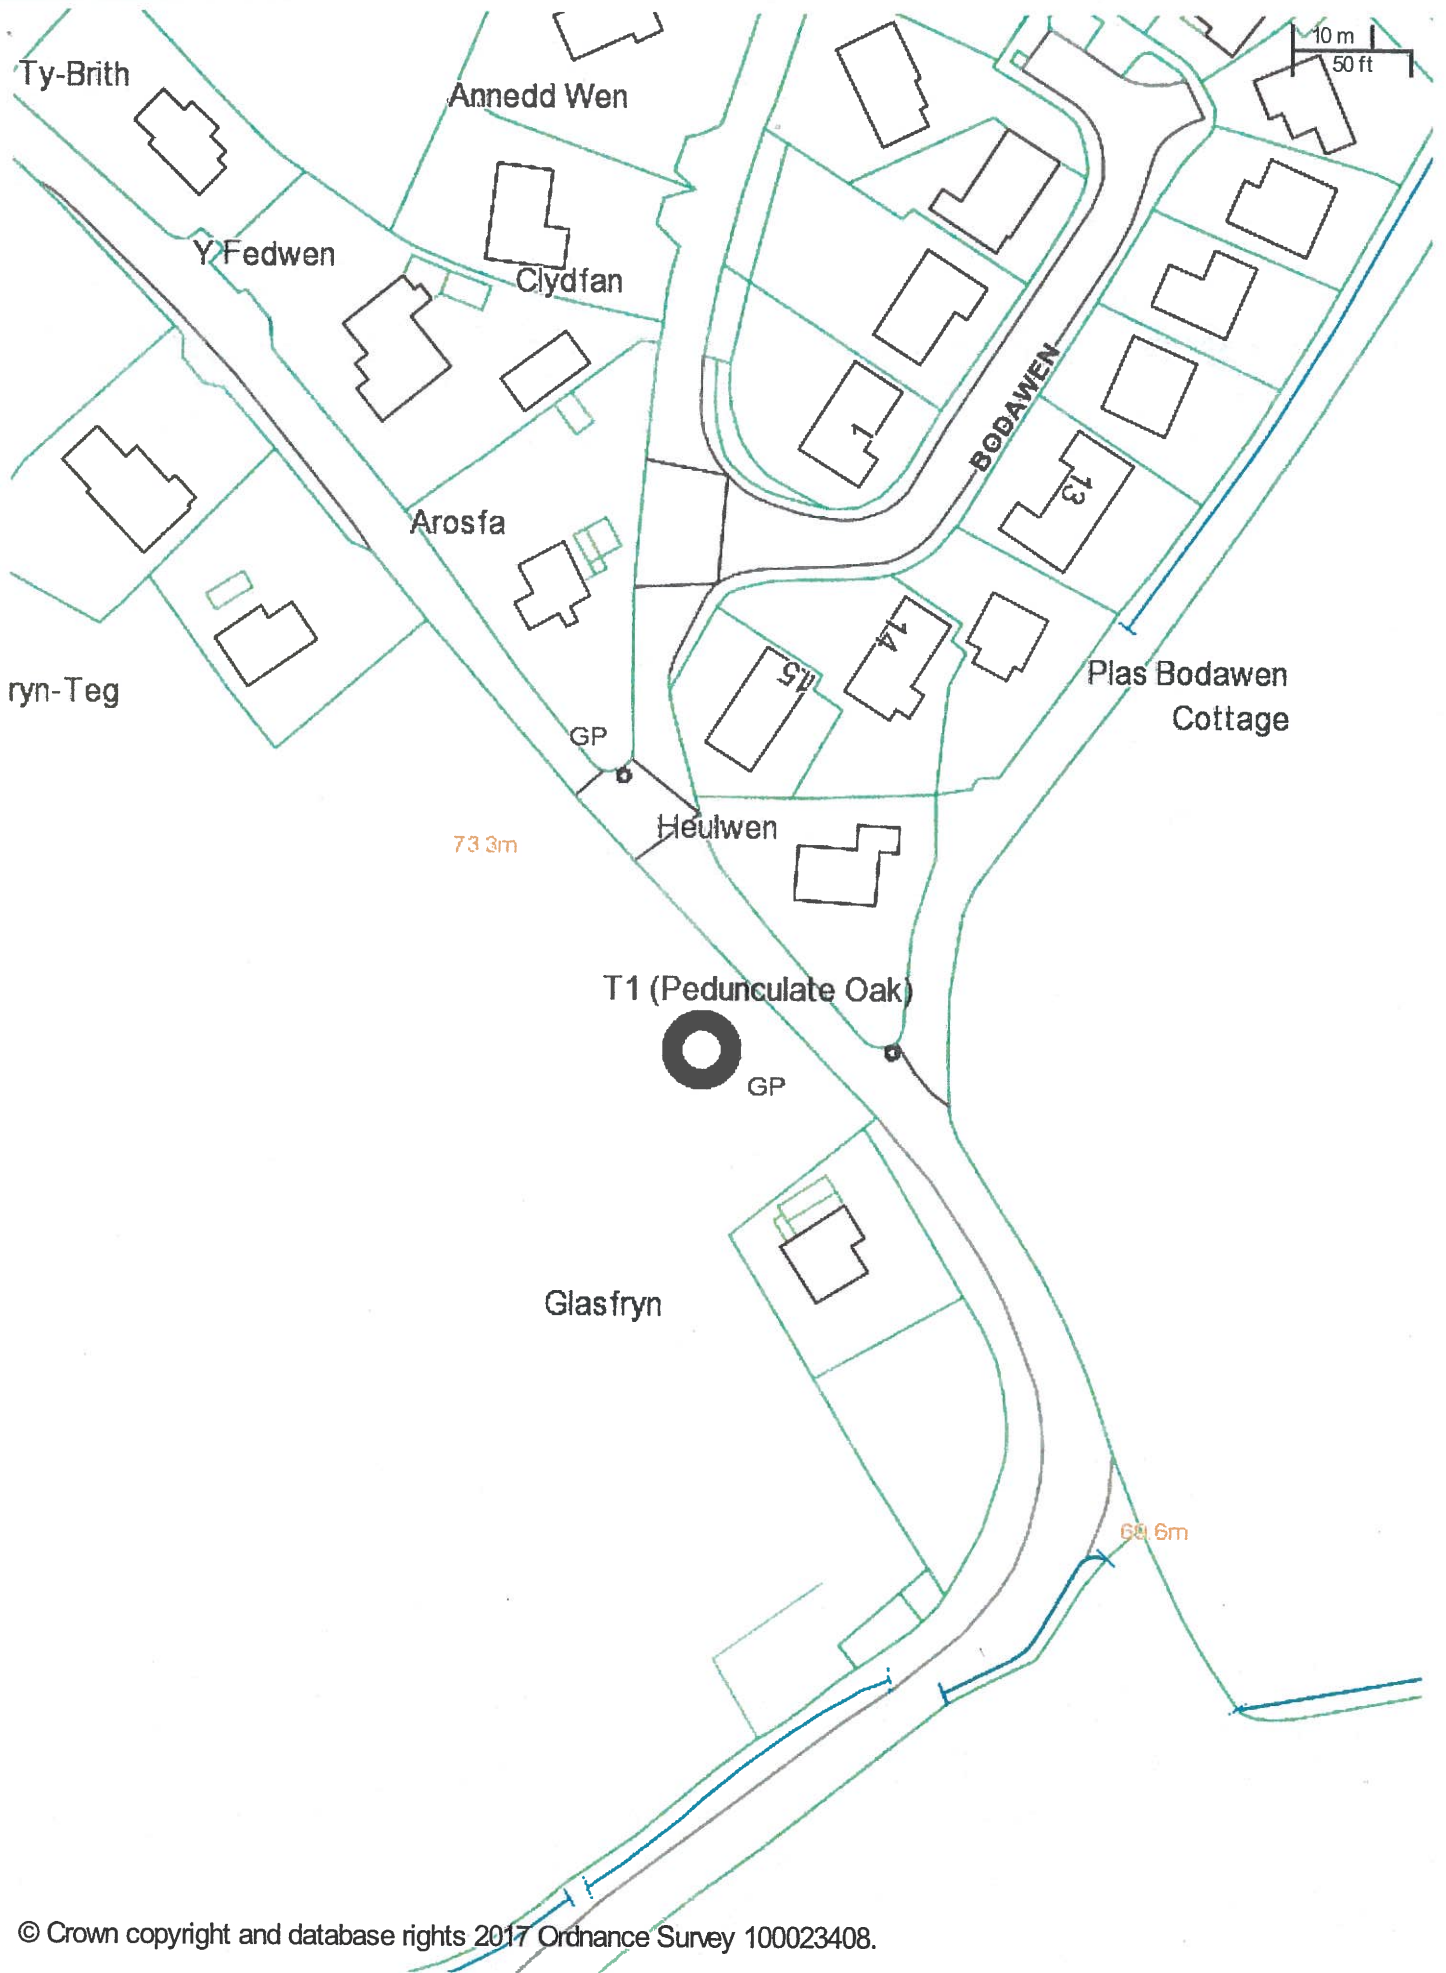 10 m
50 ft
Ty-Brith
Annedd Wen
Y Fedwen
Clydfan
BODAWEN
1
13
Arosfa
14
15
ryn-Teg
Plas Bodawen
Cottage
GP
Heulwen
73.3m
T1 (Pedunculate Oak)
GP
Glasfryn
69.6m
© Crown copyright and database rights 2017 Ordnance Survey 100023408.